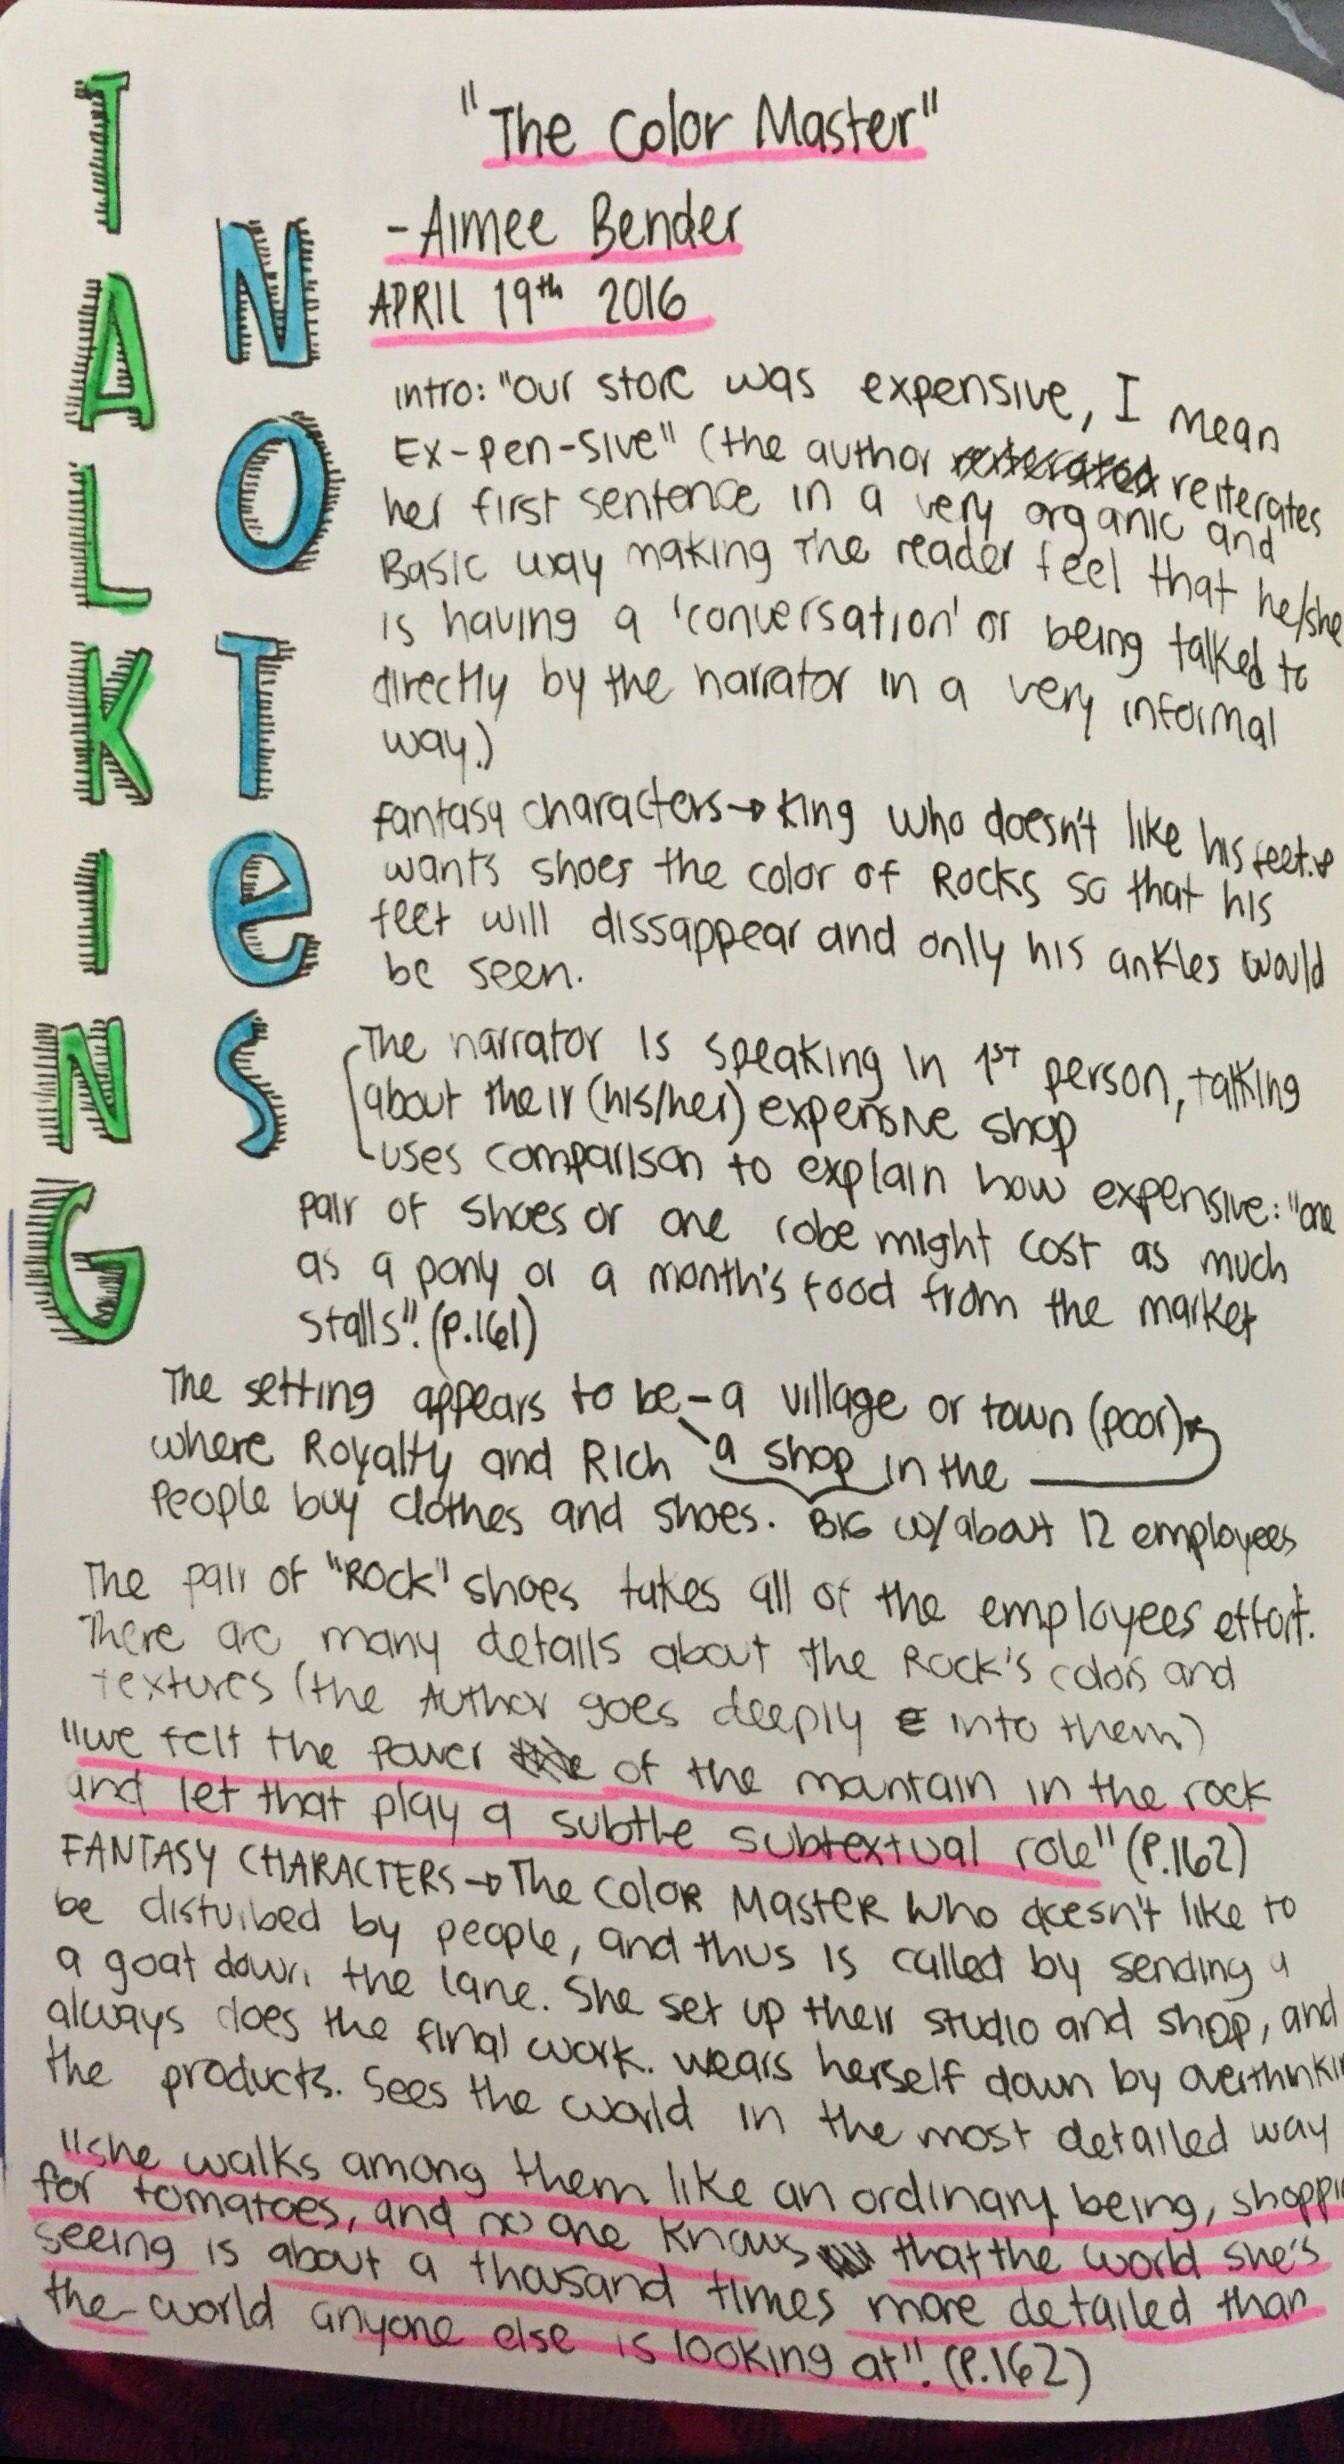 TALKING
NOTeS
"The Color Master"
- Aimee Bender
APRIL 19th 2016
intro: "our store was expensive, I mean
Ex-pen-sive" (the author reiterates
her first sentence in a very organic and
Basic way making the reader feel that he/she
is having a 'conversation' or being talked to
directly by the narrator in a very informal
way.)
fantasy characters → King who doesn't like his feet.
wants shoes the color of Rocks so that his
feet will dissappear and only his ankles would
be seen.
The narrator is speaking in 1st person, talking
about their (his/her) expensive shop
uses comparison to explain how expensive: "one
pair of shoes or one robe might cost as much
as a pony or a month's food from the market
stalls". (P.161)
The setting appears to be - a village or town (poor)
where Royalty and Rich a shop in the
People buy clothes and shoes. BIG w/about 12 employees
The pair of "Rock" shoes takes all of the employees effort.
There are many details about the Rock's colors and
textures (the Author goes deeply into them)
"we felt the power of the mountain in the rock
and let that play a subtle subtextual role" (P.162)
FANTASY CHARACTERS → The Color Master who doesn't like to
be disturbed by people, and thus is called by sending a
a goat down the lane. She set up their studio and shop, and
always does the final work. wears herself down by overthinkin
the products. Sees the world in the most detailed way
"she walks among them like an ordinary being, shoppin
for tomatoes, and no one knows that the world she's
seeing is about a thousand times more detailed than
the world anyone else is looking at". (P.162)